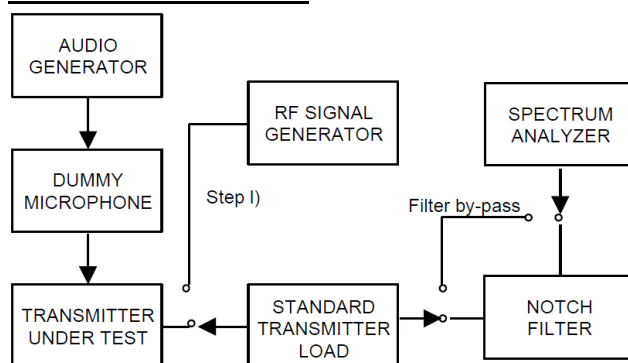 AUDIO
GENERATOR
RF SIGNAL
GENERATOR
SPECTRUM
ANALYZER
DUMMY
MICROPHONE
Step I)
Filter by-pass
TRANSMITTER
UNDER TEST
STANDARD
TRANSMITTER
LOAD
NOTCH
FILTER